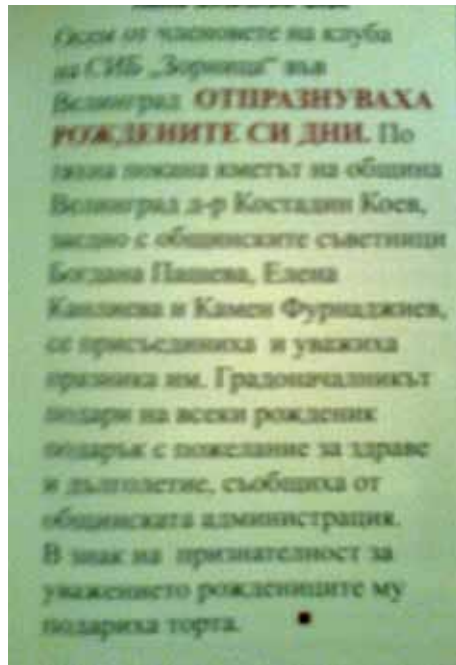 Осем от членовете на клуба
на СИБ „Зорница“ във
Велинград ОТПРАЗНУВАХА
РОЖДЕНИТЕ СИ ДНИ. По
тяхна покана кметът на община
Велинград д-р Костадин Коев,
заедно с общинските съветници
Богдана Пашева, Елена
Каплиева и Камен Фурнаджиев,
се присъединиха и уважиха
празника им. Градоначалникът
подари на всеки рожденик
подарък с пожелание за здраве
и дълголетие, съобщиха от
общинската администрация.
В знак на признателност за
уважението рождениците му
подариха торта.